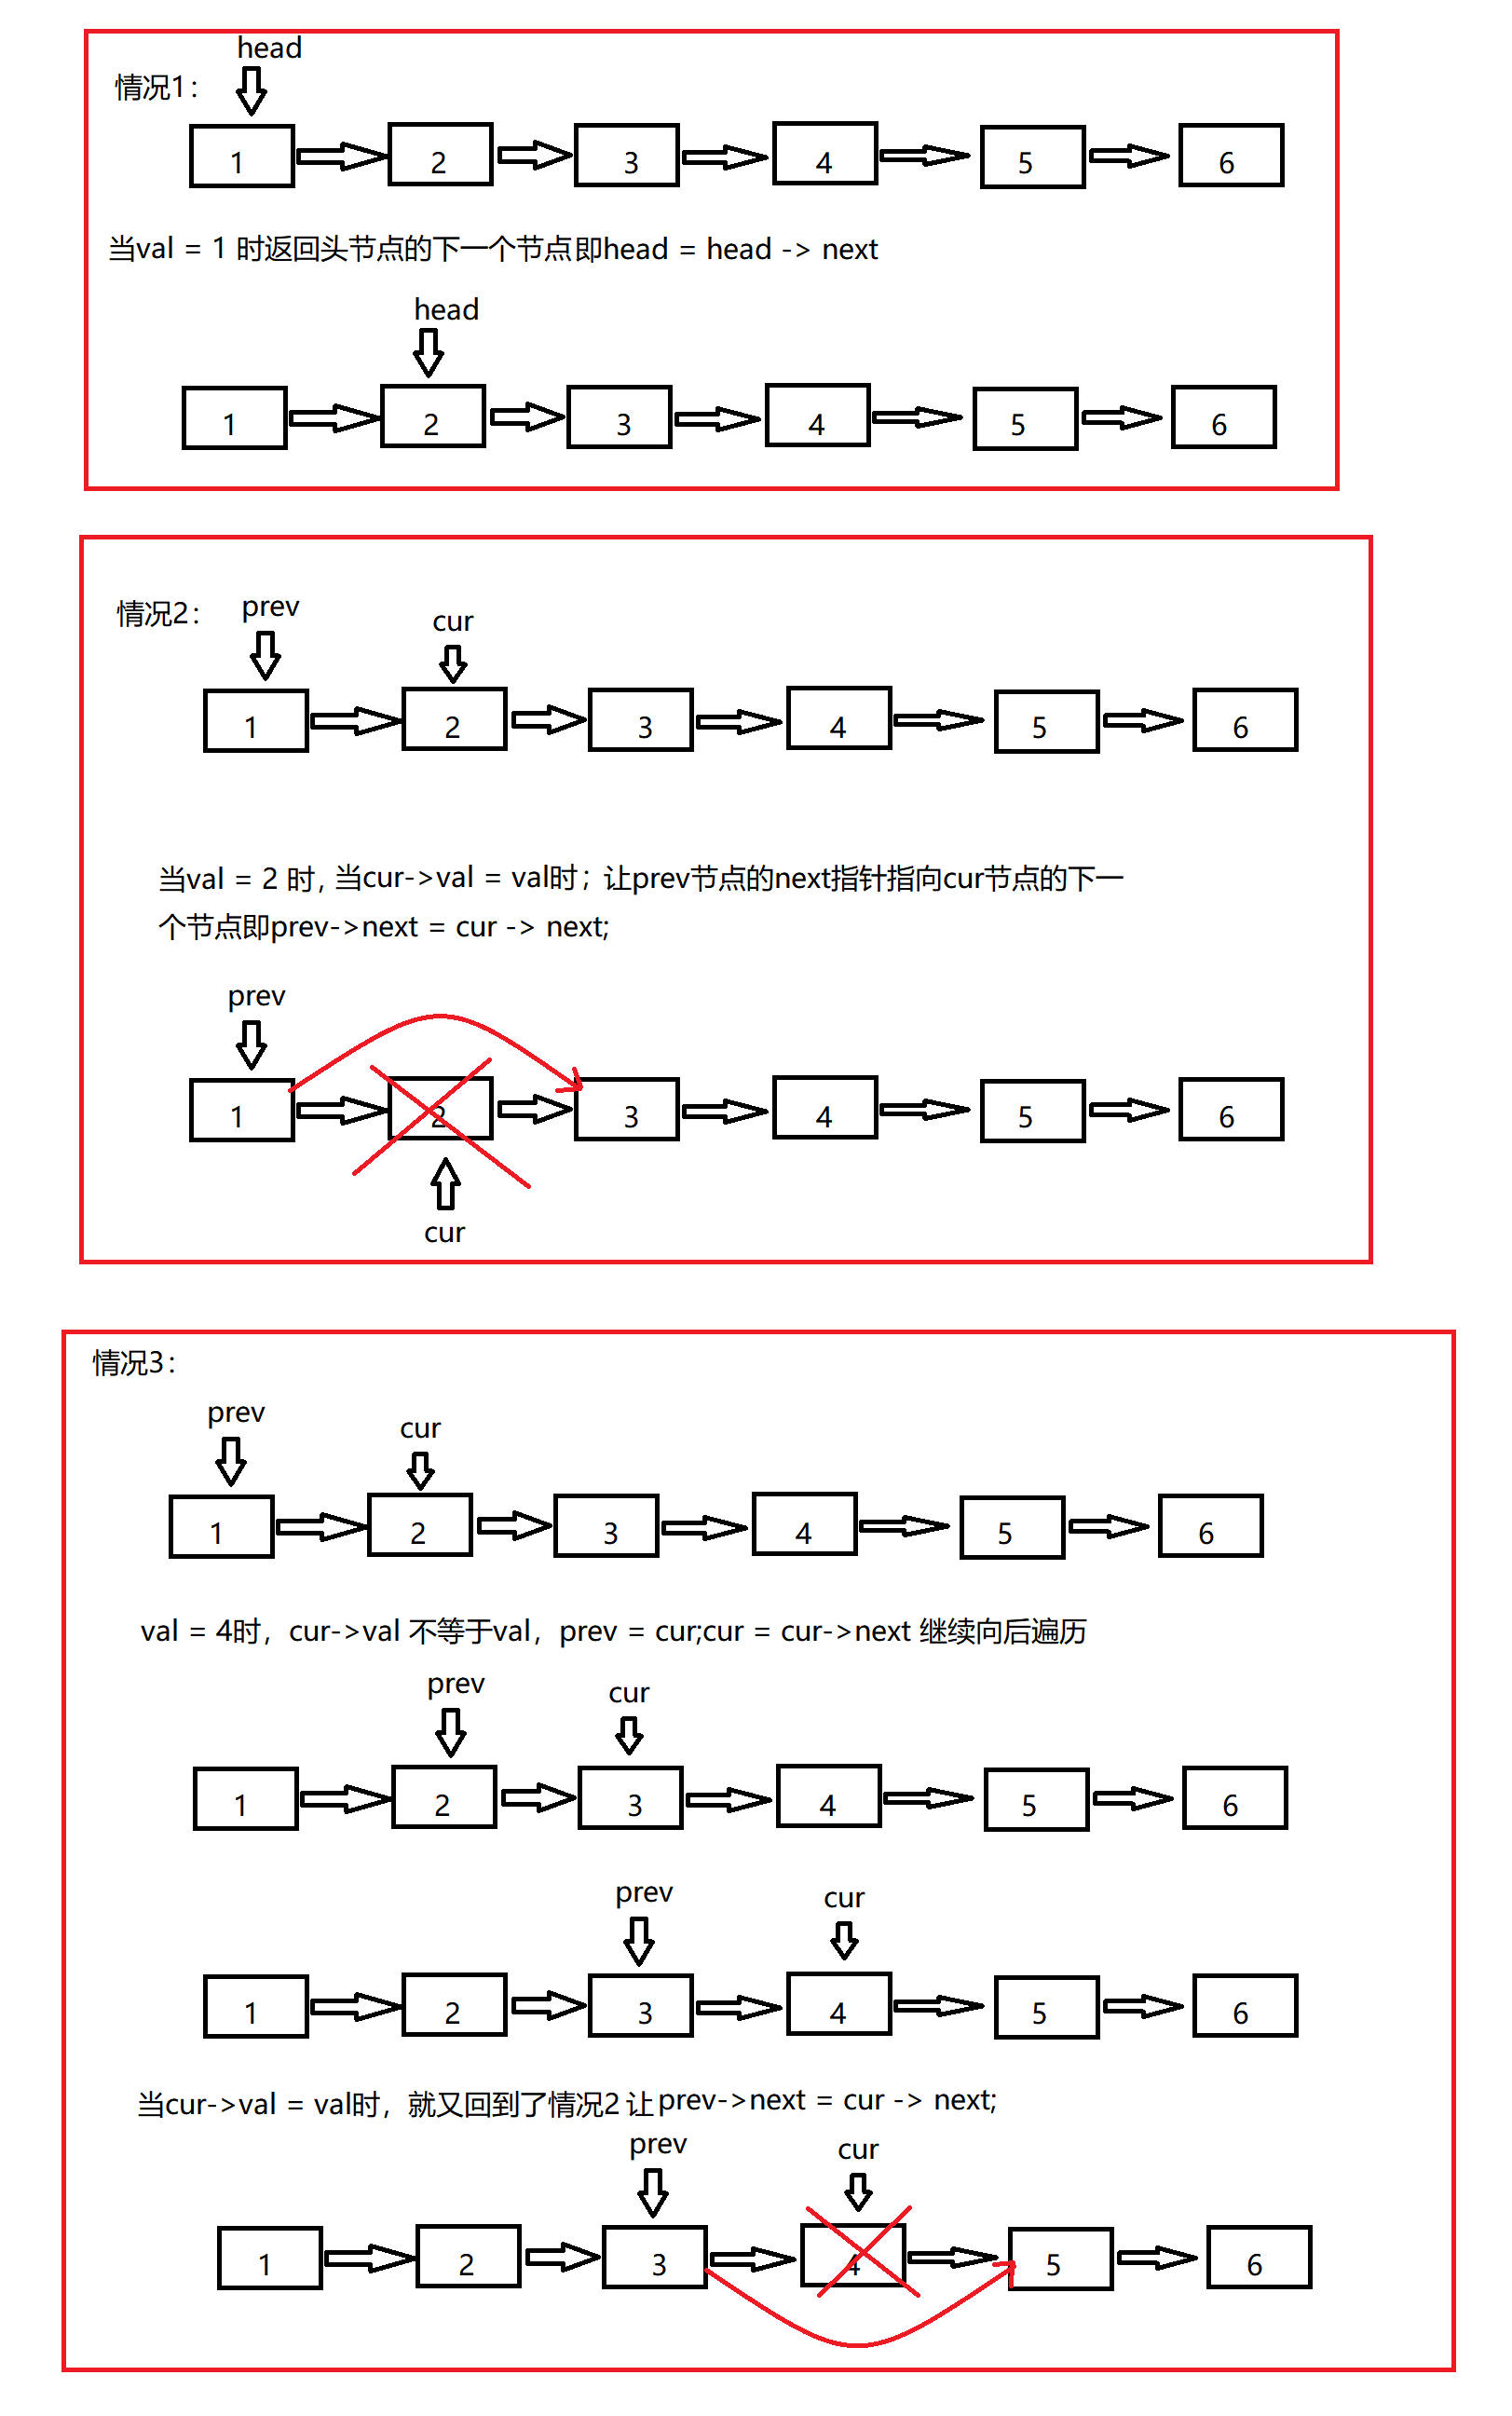 head
情况1:
1 2 3 4 5 6
当val = 1 时返回头节点的下一个节点即head = head -> next
head
1 2 3 4 5 6
情况2: prev
cur
1 2 3 4 5 6
当val = 2 时, 当cur->val = val时; 让prev节点的next指针指向cur节点的下一
个节点即prev->next = cur -> next;
prev
1 2 3 4 5 6
cur
情况3:
prev cur
1 2 3 4 5 6
val = 4时，cur->val 不等于val，prev = cur;cur = cur->next 继续向后遍历
prev cur
1 2 3 4 5 6
prev cur
1 2 3 4 5 6
当cur->val = val时，就又回到了情况2 让prev->next = cur -> next;
prev cur
1 2 3 4 5 6